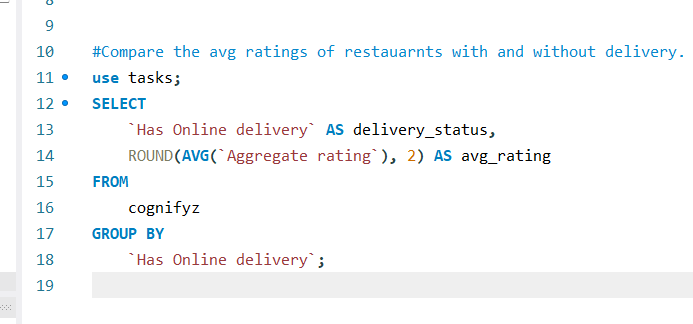 8
9
10 #Compare the avg ratings of restauarnts with and without delivery.
11 use tasks;
12 SELECT
13 `Has Online delivery` AS delivery_status,
14 ROUND(AVG(`Aggregate rating`), 2) AS avg_rating
15 FROM
16 cognifyz
17 GROUP BY
18 `Has Online delivery`;
19